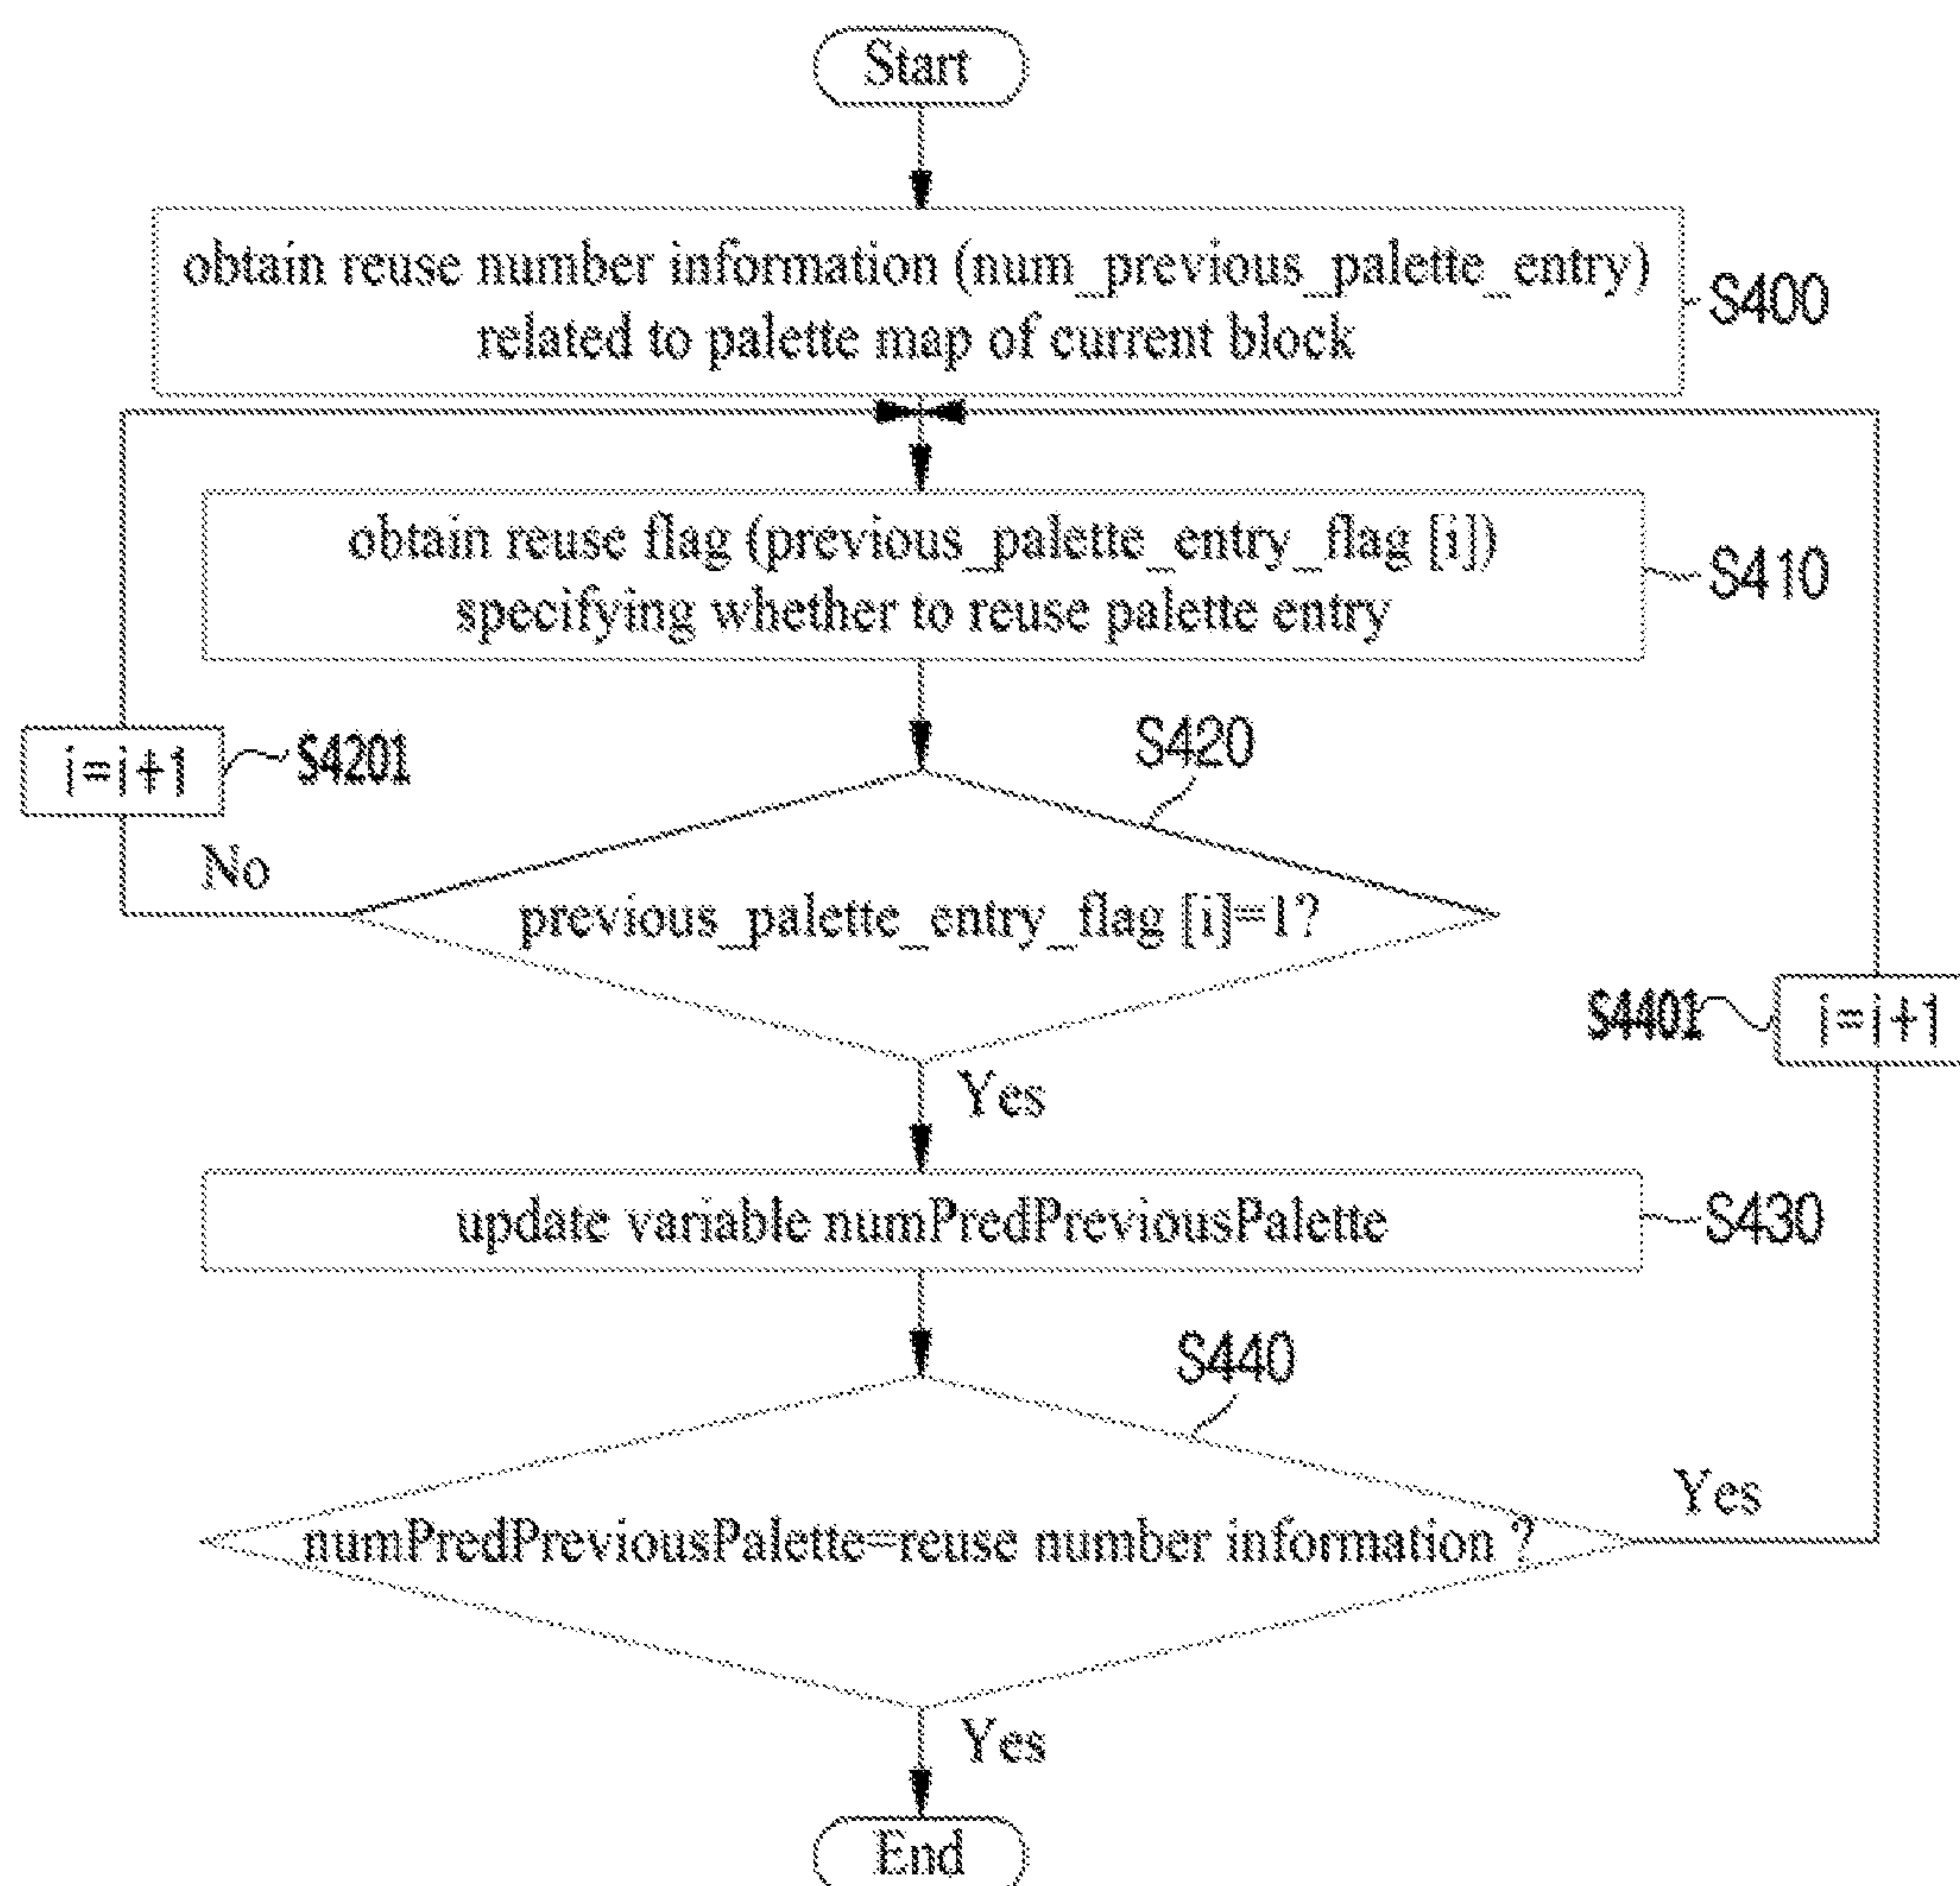 Start
obtain reuse number information (num_previous_palette_entry)
related to palette map of current block
S400
obtain reuse flag (previous_palette_entry_flag [i])
specifying whether to reuse palette entry
S410
i=i+1
S4201
S420
No
previous_palette_entry_flag [i]=1?
S4401
i=i+1
Yes
update variable numPredPreviousPalette
S430
S440
Yes
numPredPreviousPalette=reuse number information ?
Yes
End